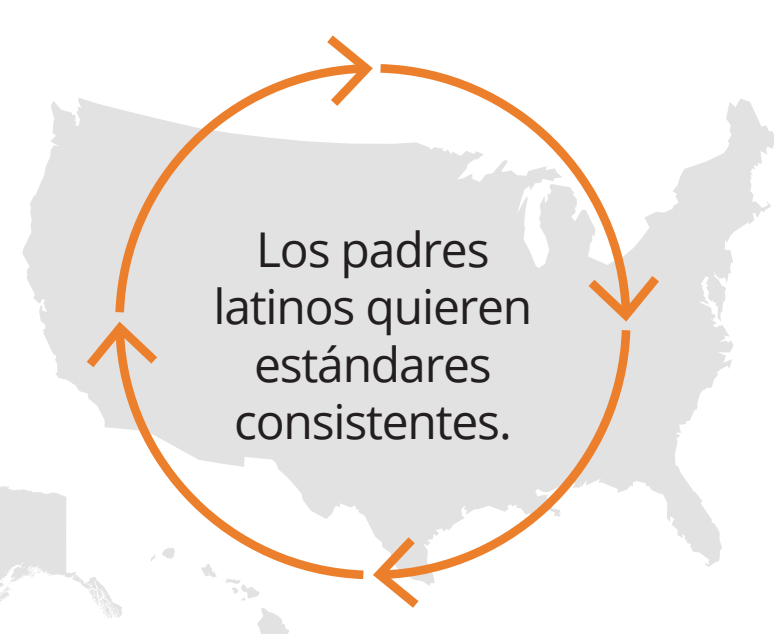 Los padres
latinos quieren
estándares
consistentes.